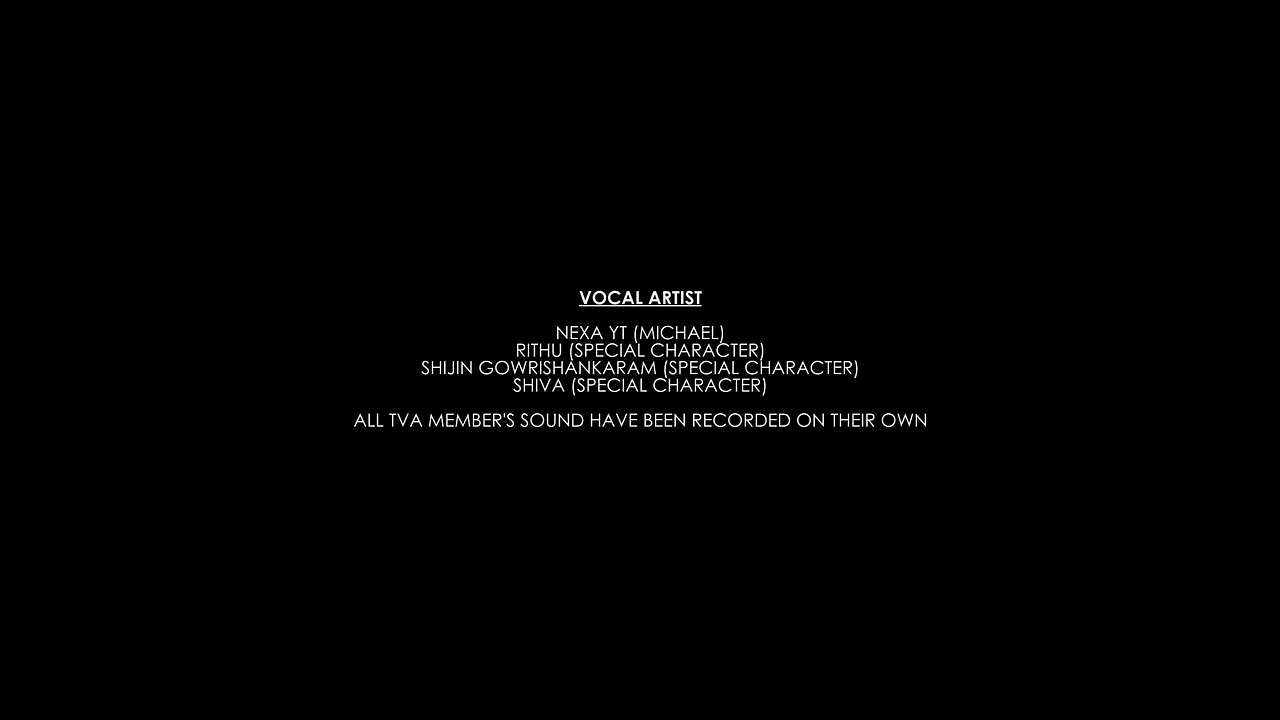 VOCAL ARTIST
NEXA YT (MICHAEL)
RITHU (SPECIAL CHARACTER)
SHIJIN GOWRISHANKARAM (SPECIAL CHARACTER)
SHIVA (SPECIAL CHARACTER)
ALL TVA MEMBER'S SOUND HAVE BEEN RECORDED ON THEIR OWN